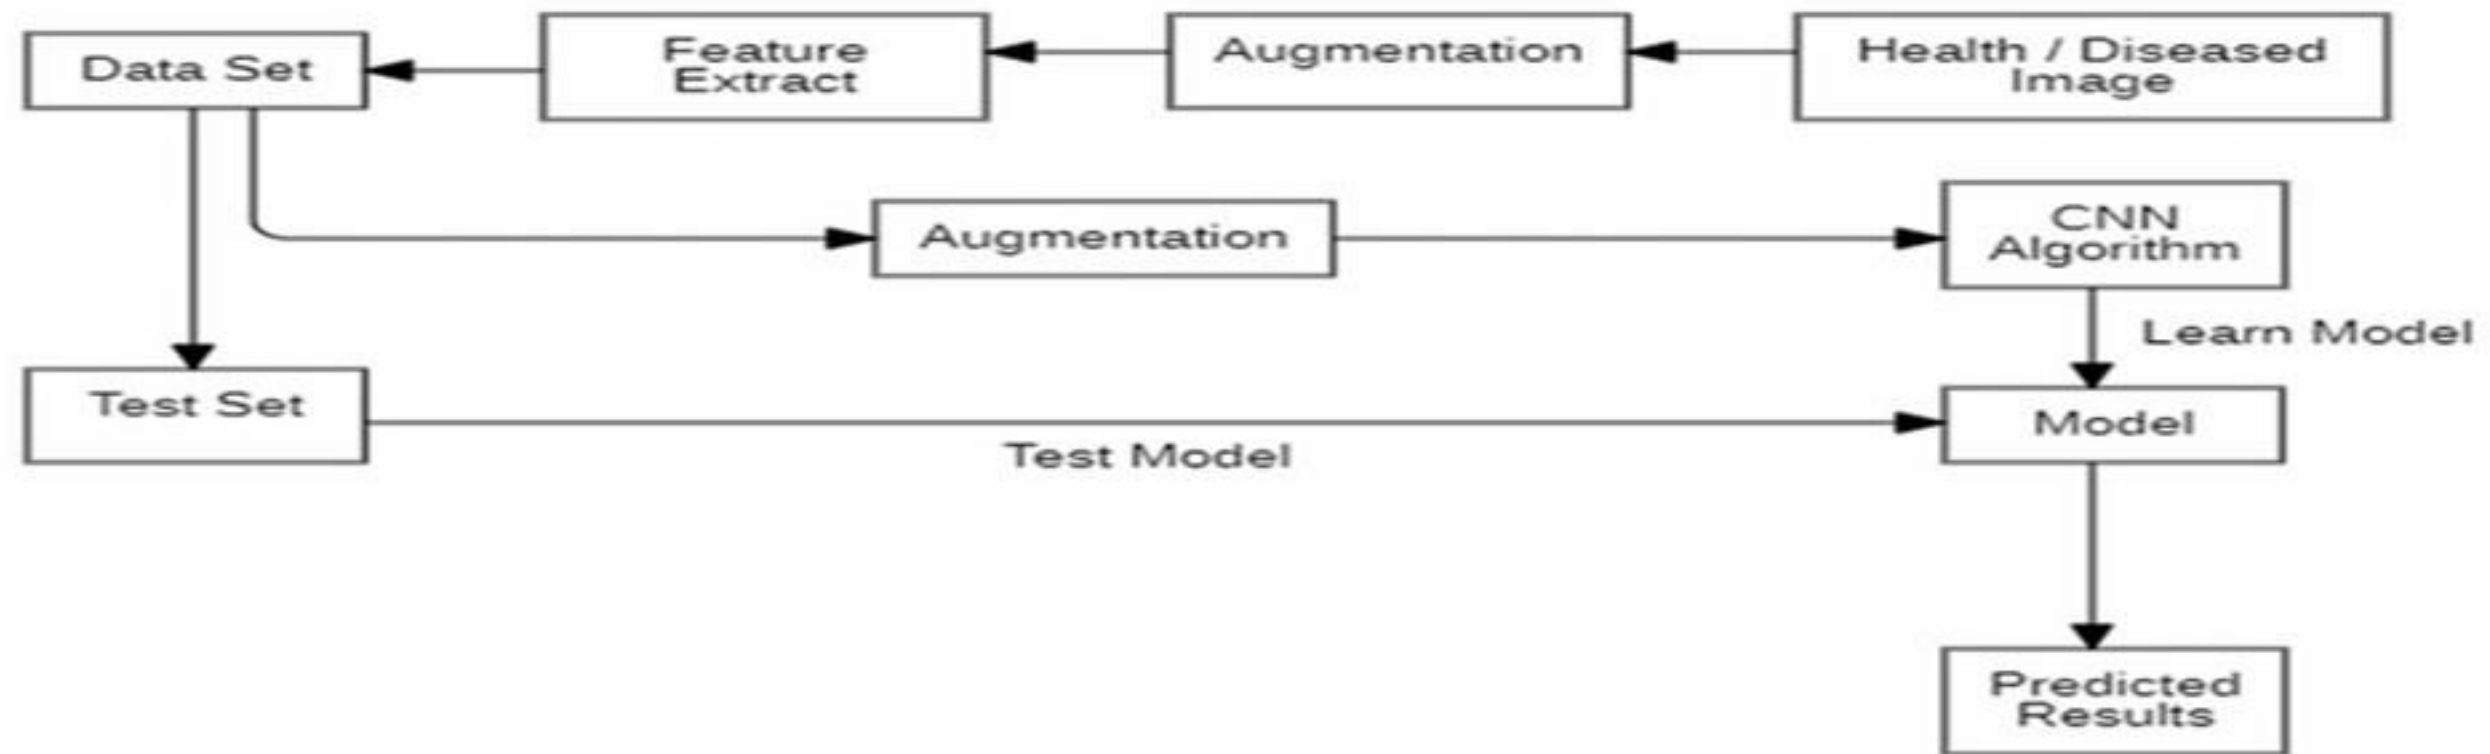 Data Set
Feature
Extract
Augmentation
Health / Diseased
Image
Augmentation
CNN
Algorithm
Learn Model
Test Set
Model
Test Model
Predicted
Results